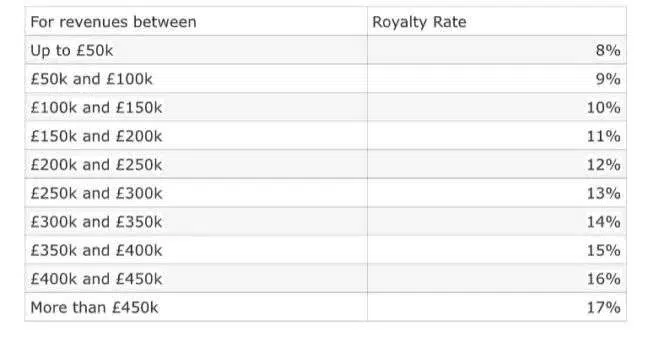 For revenues between Royalty Rate
Up to £50k 8%
£50k and £100k 9%
£100k and £150k 10%
£150k and £200k 11%
£200k and £250k 12%
£250k and £300k 13%
£300k and £350k 14%
£350k and £400k 15%
£400k and £450k 16%
More than £450k 17%